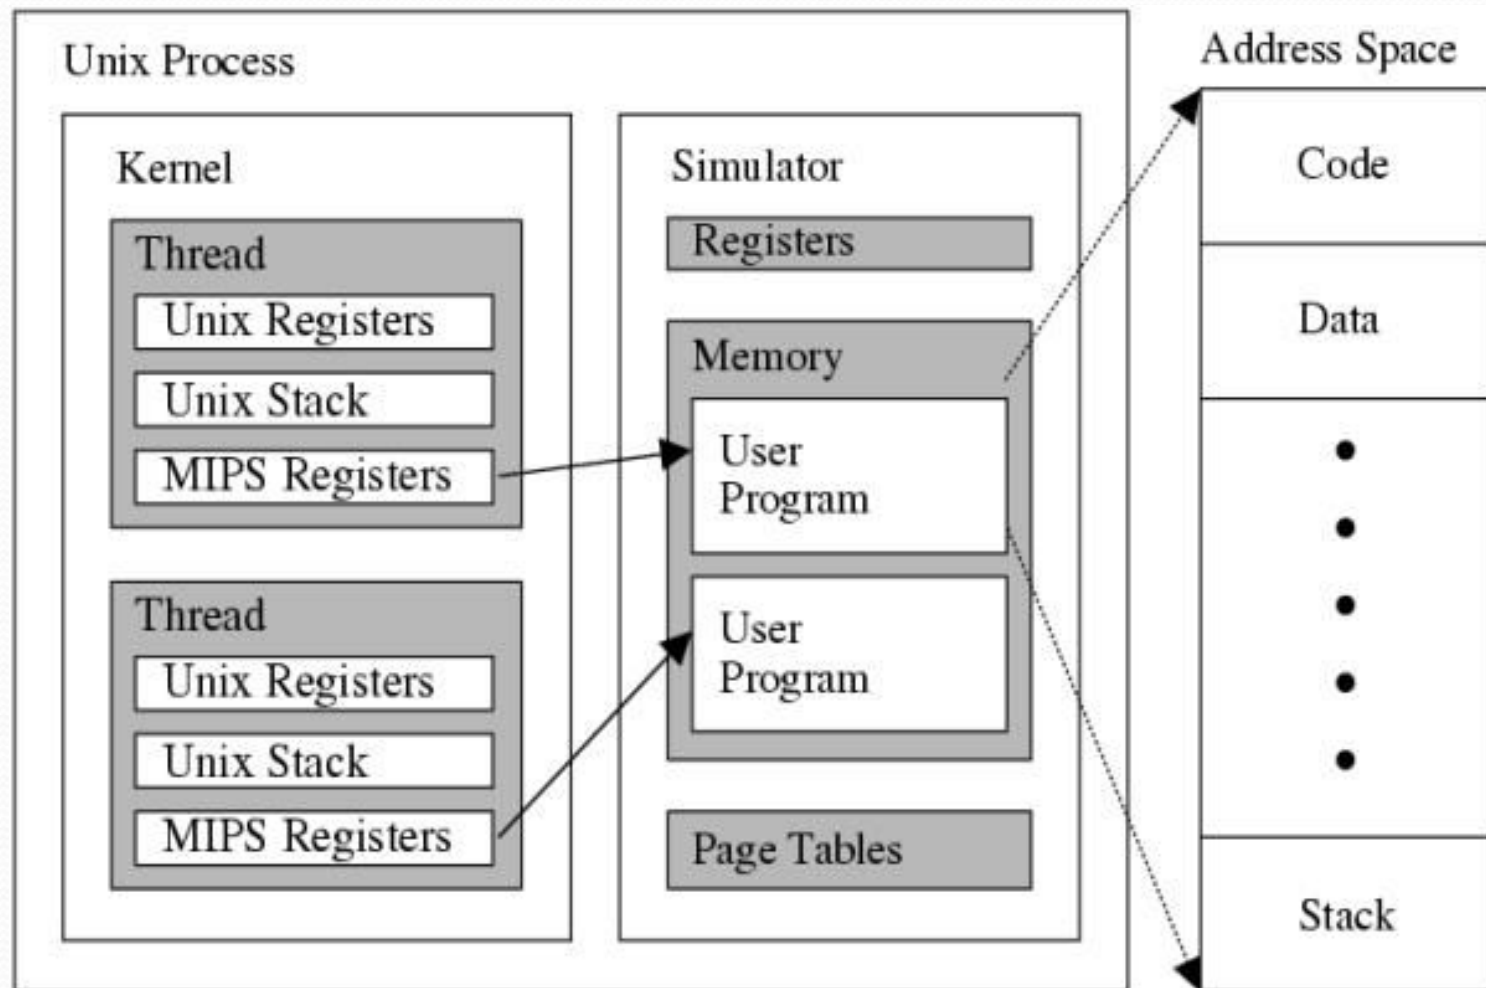 Unix Process
Kernel
Thread
Unix Registers
Unix Stack
MIPS Registers
Thread
Unix Registers
Unix Stack
MIPS Registers
Simulator
Registers
Memory
User
Program
User
Program
Page Tables
Address Space
Code
Data
Stack